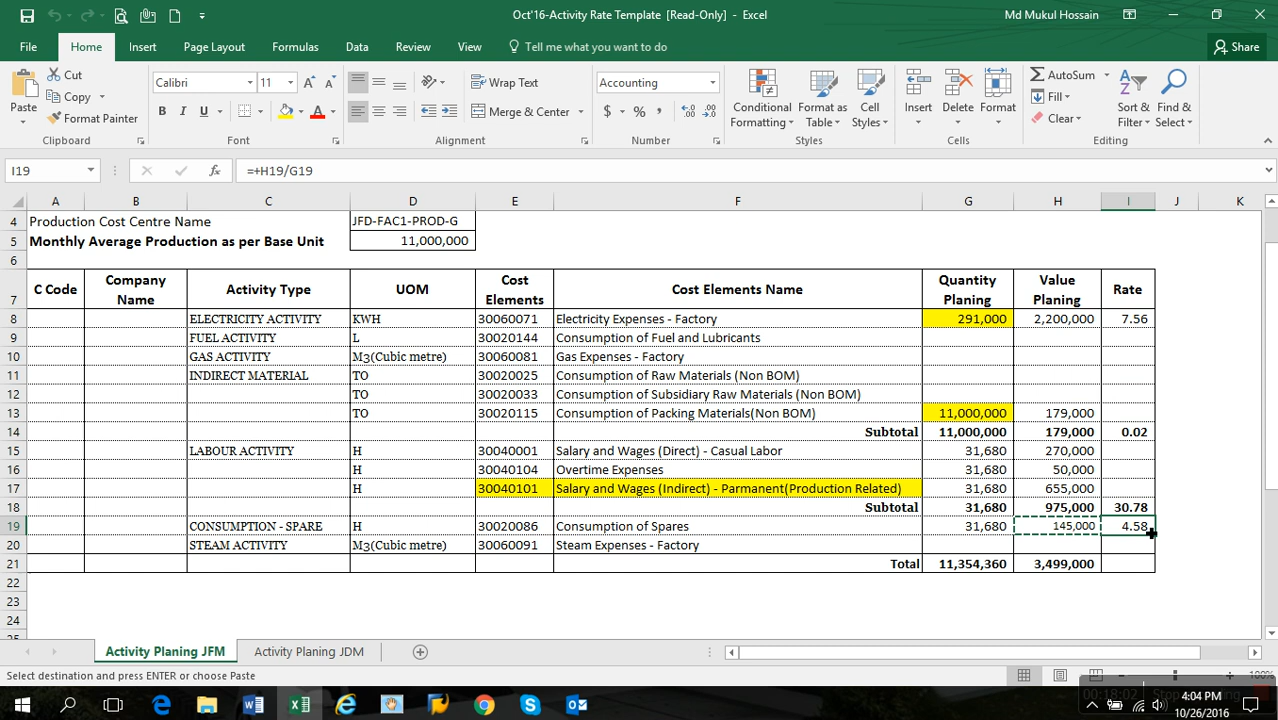 Oct'16-Activity Rate Template [Read-Only] - Excel
Md Mukul Hossain
File Home Insert Page Layout Formulas Data Review View Tell me what you want to do Share
Cut
Copy
Format Painter
Paste
Clipboard
Calibri 11
B I U
Font
Wrap Text
Merge & Center
Alignment
Accounting
$ % ,
Number
Conditional Formatting
Format as Table
Cell Styles
Styles
Insert Delete Format
Cells
AutoSum
Fill
Clear
Sort & Filter
Find & Select
Editing
I19 fx =+H19/G19
A B C D E F G H I J K
4 Production Cost Centre Name JFD-FAC1-PROD-G
5 Monthly Average Production as per Base Unit 11,000,000
6
7 C Code Company Name Activity Type UOM Cost Elements Cost Elements Name Quantity Planing Value Planing Rate
8 ELECTRICITY ACTIVITY KWH 30060071 Electricity Expenses - Factory 291,000 2,200,000 7.56
9 FUEL ACTIVITY L 30020144 Consumption of Fuel and Lubricants
10 GAS ACTIVITY M3(Cubic metre) 30060081 Gas Expenses - Factory
11 INDIRECT MATERIAL TO 30020025 Consumption of Raw Materials (Non BOM)
12 TO 30020033 Consumption of Subsidiary Raw Materials (Non BOM)
13 TO 30020115 Consumption of Packing Materials(Non BOM) 11,000,000 179,000
14 Subtotal 11,000,000 179,000 0.02
15 LABOUR ACTIVITY H 30040001 Salary and Wages (Direct) - Casual Labor 31,680 270,000
16 H 30040104 Overtime Expenses 31,680 50,000
17 H 30040101 Salary and Wages (Indirect) - Parmanent(Production Related) 31,680 655,000
18 Subtotal 31,680 975,000 30.78
19 CONSUMPTION - SPARE H 30020086 Consumption of Spares 31,680 145,000 4.58
20 STEAM ACTIVITY M3(Cubic metre) 30060091 Steam Expenses - Factory
21 Total 11,354,360 3,499,000
22
23
24
25
Activity Planing JFM Activity Planing JDM
Select destination and press ENTER or choose Paste 100%
00:18:02
4:04 PM
10/26/2016